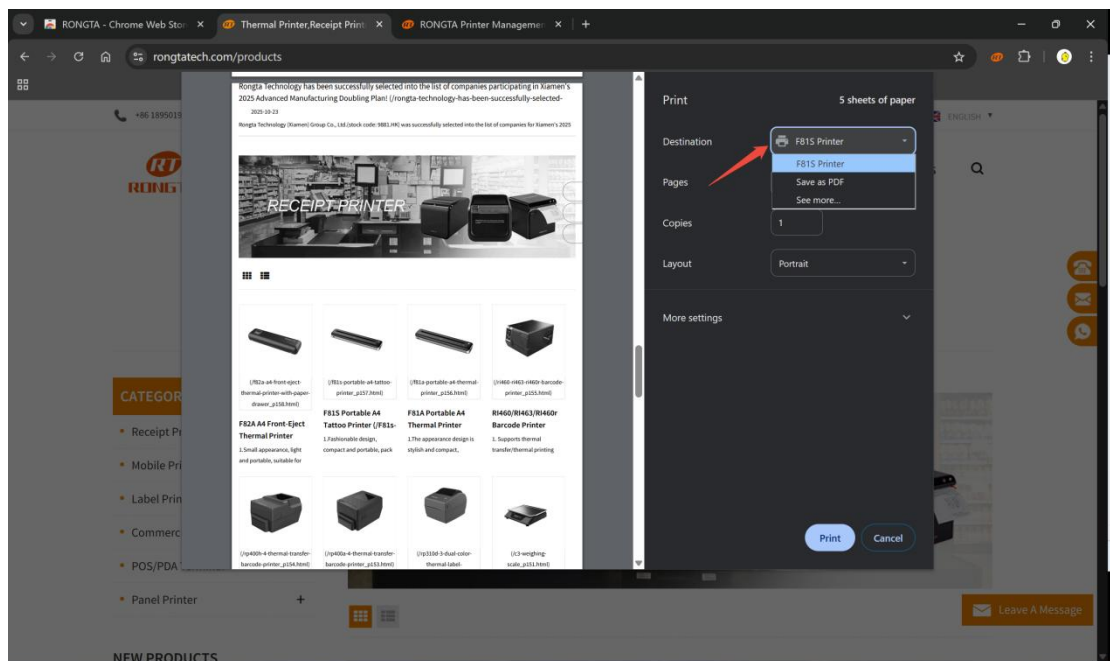 RONGTA - Chrome Web Stor
Thermal Printer,Receipt Print
RONGTA Printer Management
rongtatech.com/products
+86 1895019
ENGLISH
RT
RONGT
CATEGOR
Receipt Pr
Mobile Pri
Label Prin
Commerc
POS/PDA
Panel Printer +
NEW PRODUCTS
Rongta Technology has been successfully selected into the list of companies participating in Xiamen's
2025 Advanced Manufacturing Doubling Plan! (/rongta-technology-has-been-successfully-selected-
2025-10-23
Rongta Technology (Xiamen) Group Co., Ltd.(stock code: 9881.HK) was successfully selected into the list of companies for Xiamen's 2025
RECEIPT PRINTER
(/f82a-a4-front-eject-
thermal-printer-with-paper-
drawer_p158.html)
F82A A4 Front-Eject
Thermal Printer
1.Small appearance, light
and portable, suitable for
(/f81s-portable-a4-tattoo-
printer_p157.html)
F81S Portable A4
Tattoo Printer (/F81s-
1.Fashionable design,
compact and portable, pack
(/f81a-portable-a4-thermal-
printer_p156.html)
F81A Portable A4
Thermal Printer
1.The appearance design is
stylish and compact,
(/ri460-ri463-ri460r-barcode-
printer_p155.html)
RI460/RI463/RI460r
Barcode Printer
1. Supports thermal
transfer/thermal printing
(/rp400h-4-thermal-transfer-
barcode-printer_p154.html)
(/rp400a-4-thermal-transfer-
barcode-printer_p153.html)
(/rp310d-3-dual-color-
thermal-label-
(/c3-weighing-
scale_p151.html)
Print 5 sheets of paper
Destination F81S Printer
F81S Printer
Save as PDF
See more...
Pages
Copies 1
Layout Portrait
More settings
Print Cancel
Leave A Message